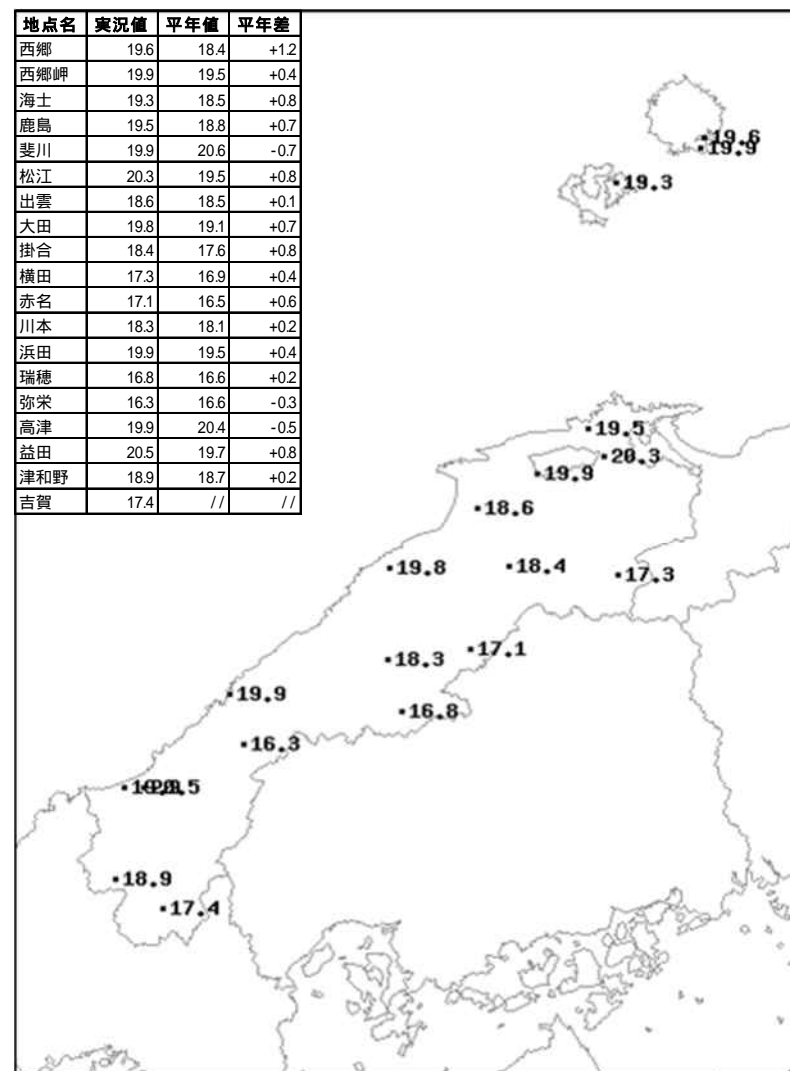 地点名 実況値 平年値 平年差
西郷 19.6 18.4 +1.2
西郷岬 19.9 19.5 +0.4
海士 19.3 18.5 +0.8
鹿島 19.5 18.8 +0.7
斐川 19.9 20.6 -0.7
松江 20.3 19.5 +0.8
出雲 18.6 18.5 +0.1
大田 19.8 19.1 +0.7
掛合 18.4 17.6 +0.8
横田 17.3 16.9 +0.4
赤名 17.1 16.5 +0.6
川本 18.3 18.1 +0.2
浜田 19.9 19.5 +0.4
瑞穂 16.8 16.6 +0.2
弥栄 16.3 16.6 -0.3
高津 19.9 20.4 -0.5
益田 20.5 19.7 +0.8
津和野 18.9 18.7 +0.2
吉賀 17.4 // //
19.6
19.9
19.3
19.5
20.3
19.9
18.6
19.8
18.4
17.3
17.1
18.3
19.9
16.8
16.3
19.9
20.5
18.9
17.4